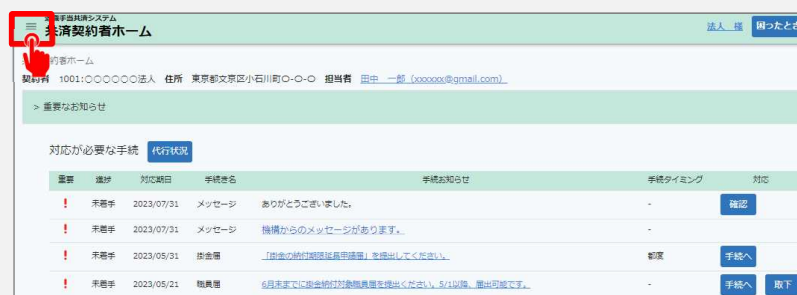 手当共済システム
共済契約者ホーム
法人 様 困ったとき
約者ホーム
契約者 1001:〇〇〇〇〇〇法人 住所 東京都文京区小石川町〇-〇-〇 担当者 田中 一郎 (xxxxxx@gmail.com)
> 重要なお知らせ
対応が必要な手続 代行状況
重要 進捗 対応期日 手続き名 手続お知らせ 手続タイミング 対応
! 未着手 2023/07/31 メッセージ ありがとうございました。 - 確認
! 未着手 2023/07/31 メッセージ 機構からのメッセージがあります。 -
! 未着手 2023/05/31 掛金届 「掛金の納付期限延長申請届」を提出してください。 都度 手続へ
! 未着手 2023/05/21 職員届 6月末までに掛金納付対象職員届を提出ください。5/1以降、届出可能です。 - 手続へ 取下